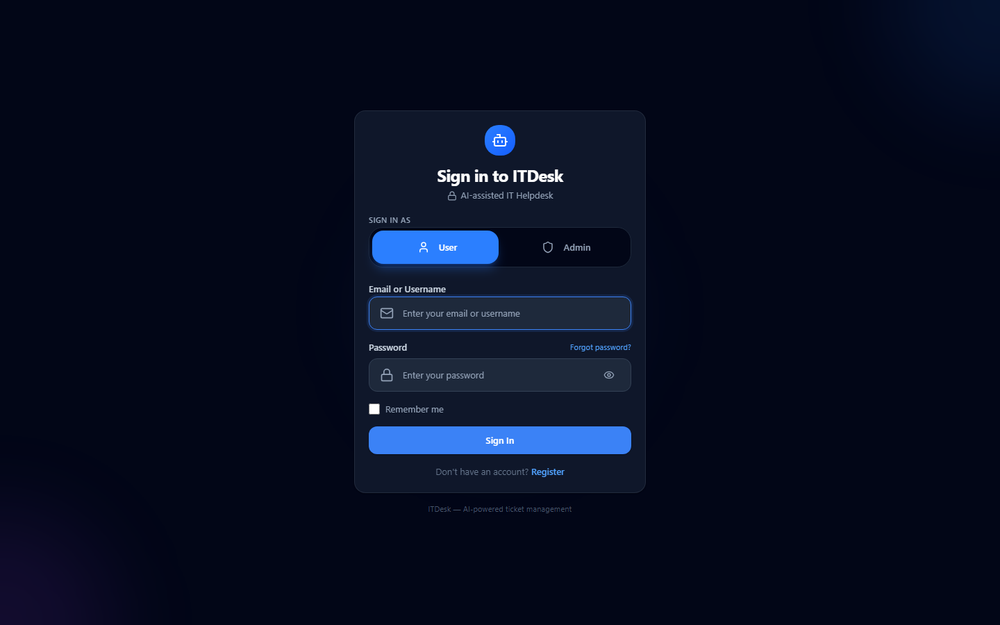 Sign in to ITDesk
AI-assisted IT Helpdesk
SIGN IN AS
User Admin
Email or Username
Enter your email or username
Password Forgot password?
Enter your password
Remember me
Sign In
Don't have an account? Register
ITDesk — AI-powered ticket management